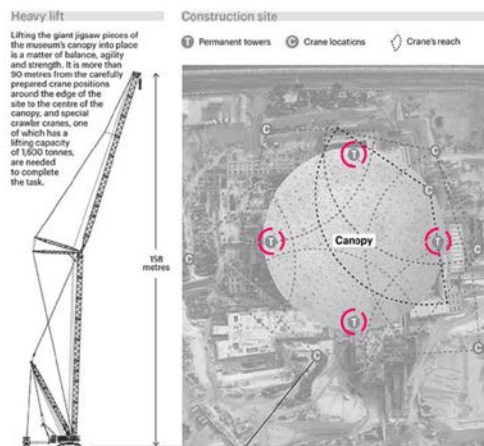 Heavy lift
Lifting the giant jigsaw pieces of
the museum's canopy into place
is a matter of balance, agility
and strength. It is more than
90 metres from the carefully
prepared crane positions
around the edge of the
site to the centre of the
canopy, and special
crawler cranes, one
of which has a
lifting capacity
of 1,600 tonnes,
are needed
to complete
the task.
158
metres
Construction site
T Permanent towers
C Crane locations
Crane's reach
C
C
T
C
C
T
Canopy
T
C
T
C
C
C